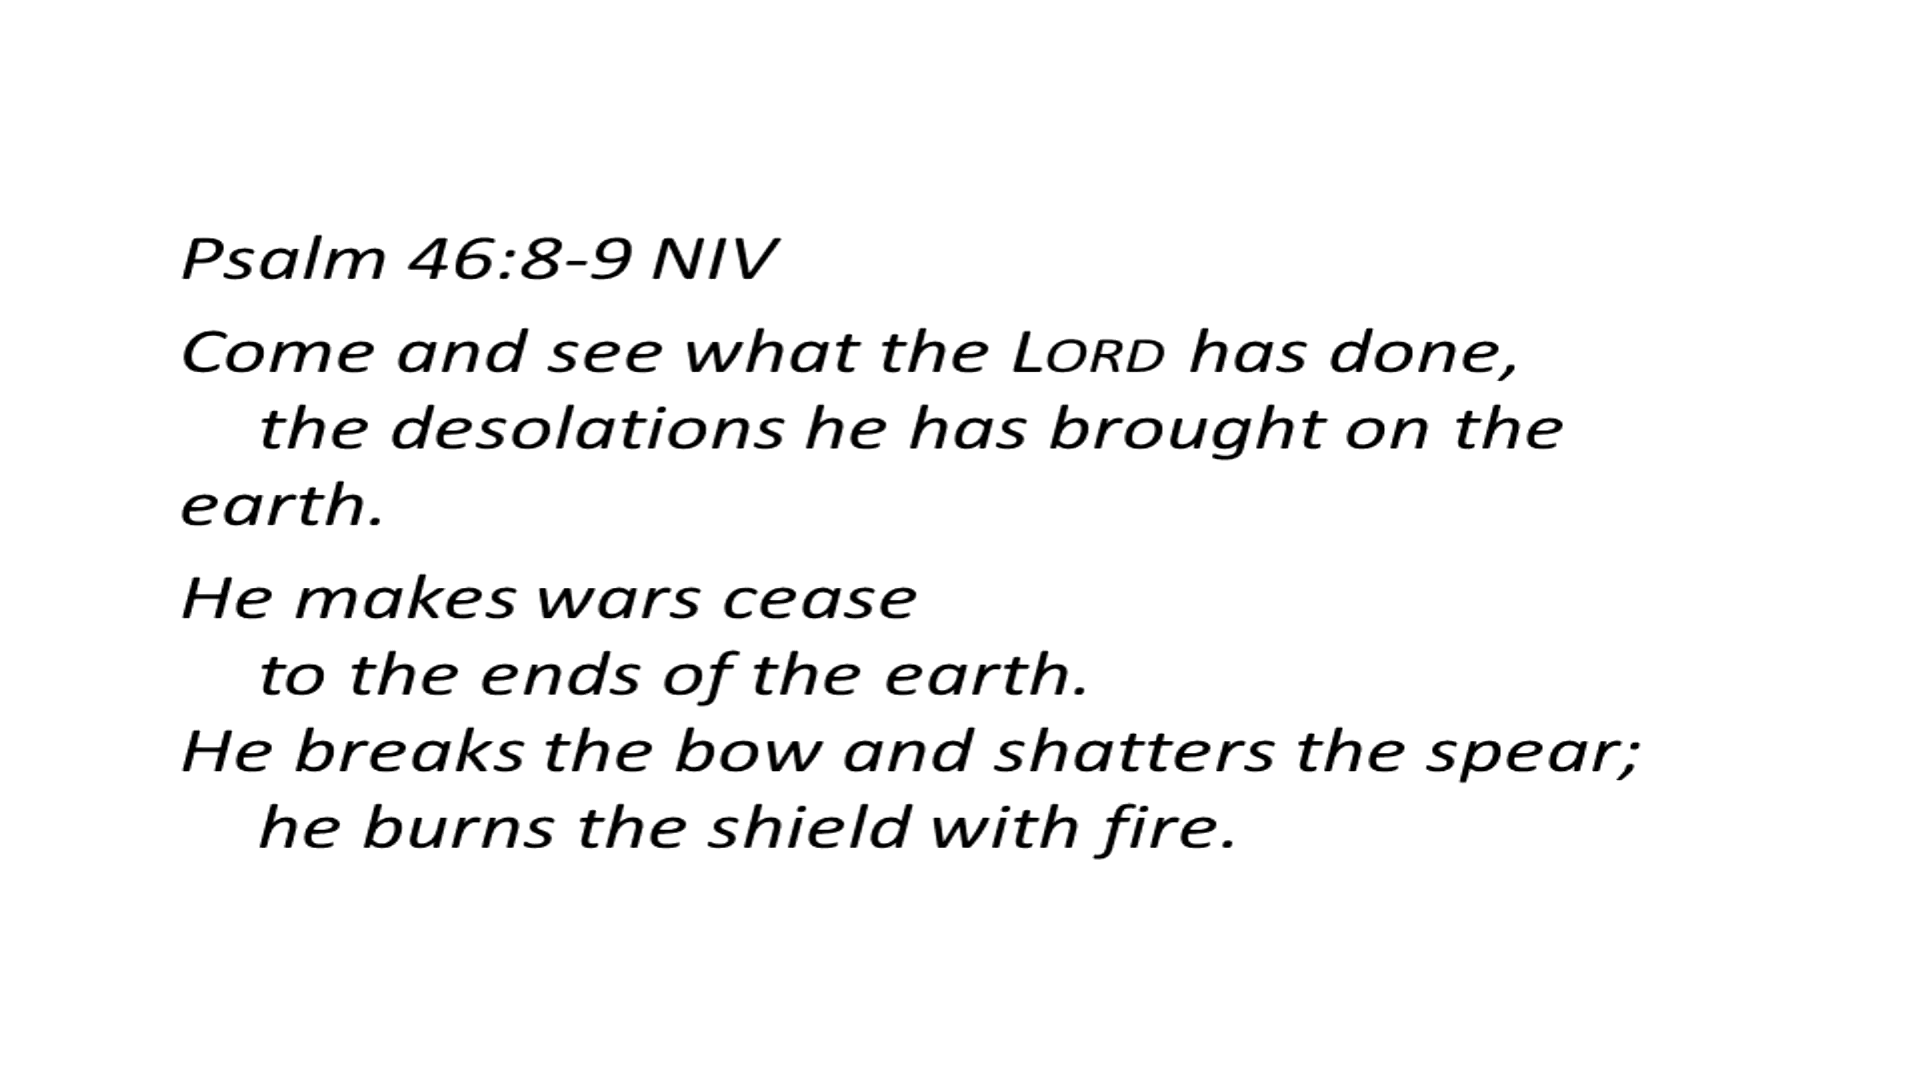 Psalm 46:8-9 NIV
Come and see what the LORD has done,
the desolations he has brought on the
earth.
He makes wars cease
to the ends of the earth.
He breaks the bow and shatters the spear;
he burns the shield with fire.